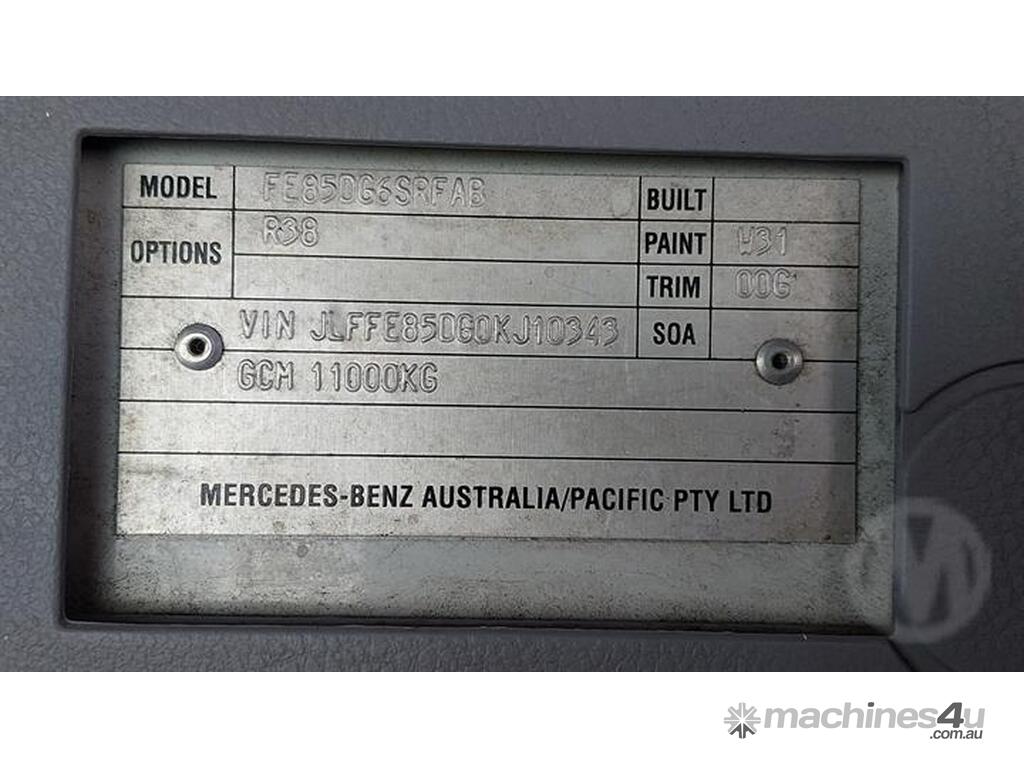 MODEL FE85DG6SRFAB BUILT
OPTIONS R38 PAINT W31
TRIM 00G
VIN JLFFE85DG0KJ10343 SOA
GCM 11000KG
MERCEDES-BENZ AUSTRALIA/PACIFIC PTY LTD
machines4u
.com.au